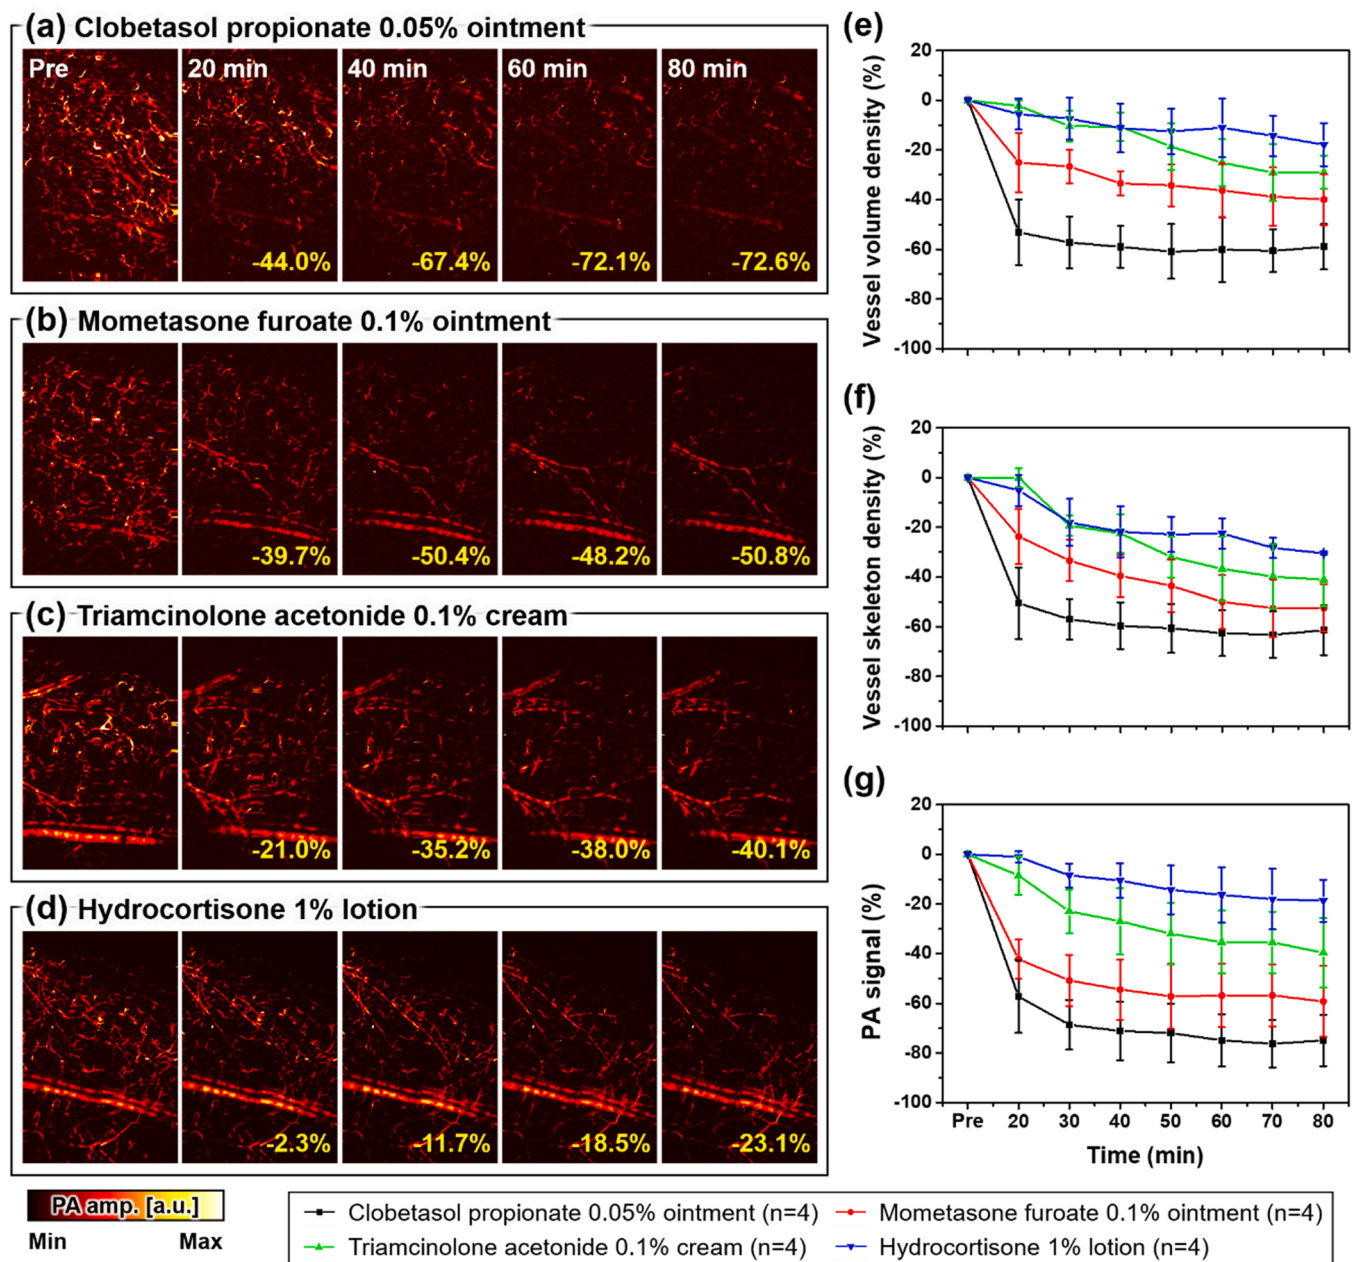 (a) Clobetasol propionate 0.05% ointment
Pre 20 min 40 min 60 min 80 min
-44.0% -67.4% -72.1% -72.6%
(b) Mometasone furoate 0.1% ointment
-39.7% -50.4% -48.2% -50.8%
(c) Triamcinolone acetonide 0.1% cream
-21.0% -35.2% -38.0% -40.1%
(d) Hydrocortisone 1% lotion
-2.3% -11.7% -18.5% -23.1%
PA amp. [a.u.]
Min Max
(e)
Vessel volume density (%)
20
0
-20
-40
-60
-80
-100
(f)
Vessel skeleton density (%)
20
0
-20
-40
-60
-80
-100
(g)
PA signal (%)
20
0
-20
-40
-60
-80
-100
Pre 20 30 40 50 60 70 80
Time (min)
Clobetasol propionate 0.05% ointment (n=4) Mometasone furoate 0.1% ointment (n=4)
Triamcinolone acetonide 0.1% cream (n=4) Hydrocortisone 1% lotion (n=4)